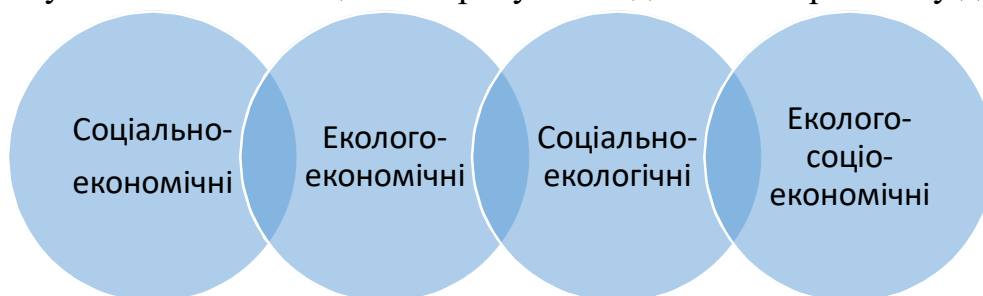 Соціально-
економічні
Еколого-
економічні
Соціально-
екологічні
Еколого-
соціо-
економічні